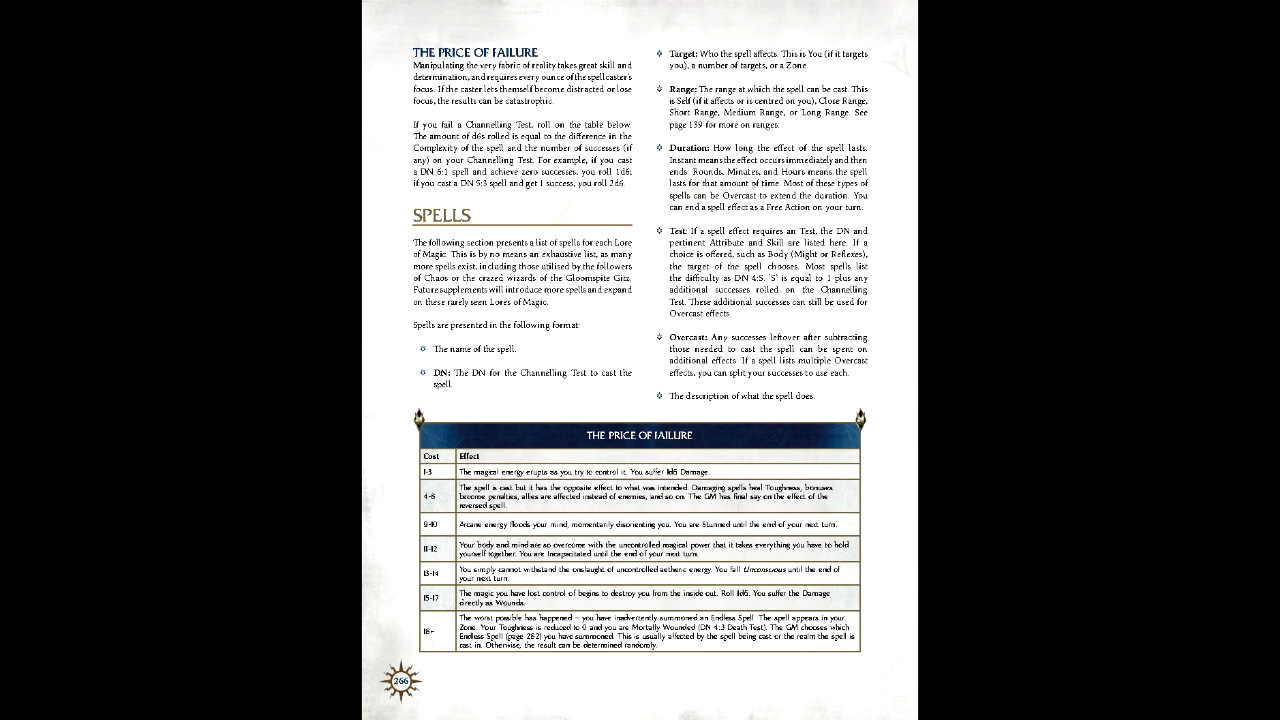 THE PRICE OF FAILURE
Manipulating the very fabric of reality takes great skill and
determination, and requires every ounce of the spellcaster's
focus. If the caster lets themself become distracted or lose
focus, the results can be catastrophic.
If you fail a Channelling Test, roll on the table below.
The amount of d6s rolled is equal to the difference in the
Complexity of the spell and the number of successes (if
any) on your Channelling Test. For example, if you cast
a DN 6:1 spell and achieve zero successes, you roll 1d6;
if you cast a DN 5:3 spell and get 1 success, you roll 2d6.
SPELLS
The following section presents a list of spells for each Lore
of Magic. This is by no means an exhaustive list, as many
more spells exist, including those utilised by the followers
of Chaos or the crazed wizards of the Gloomspite Gitz.
Future supplements will introduce more spells and expand
on these rarely seen Lores of Magic.
Spells are presented in the following format:
The name of the spell.
DN: The DN for the Channelling Test to cast the
spell.
Target: Who the spell affects. This is You (if it targets
you), a number of targets, or a Zone.
Range: The range at which the spell can be cast. This
is Self (if it affects or is centred on you), Close Range,
Short Range, Medium Range, or Long Range. See
page 139 for more on ranges.
Duration: How long the effect of the spell lasts.
Instant means the effect occurs immediately and then
ends. Rounds, Minutes, and Hours means the spell
lasts for that amount of time. Most of these types of
spells can be Overcast to extend the duration. You
can end a spell effect as a Free Action on your turn.
Test: If a spell effect requires an Test, the DN and
pertinent Attribute and Skill are listed here. If a
choice is offered, such as Body (Might or Reflexes),
the target of the spell chooses. Most spells list
the difficulty as DN 4:S. 'S' is equal to 1 plus any
additional successes rolled on the Channelling
Test. These additional successes can still be used for
Overcast effects.
Overcast: Any successes leftover after subtracting
those needed to cast the spell can be spent on
additional effects. If a spell lists multiple Overcast
effects, you can split your successes to use each.
The description of what the spell does.
THE PRICE OF FAILURE
Cost Effect
1-3 The magical energy erupts as you try to control it. You suffer 1d6 Damage.
4-8 The spell is cast but it has the opposite effect to what was intended. Damaging spells heal Toughness, bonuses
become penalties, allies are affected instead of enemies, and so on. The GM has final say on the effect of the
reversed spell.
9-10 Arcane energy floods your mind, momentarily disorienting you. You are Stunned until the end of your next turn.
11-12 Your body and mind are so overcome with the uncontrolled magical power that it takes everything you have to hold
yourself together. You are Incapacitated until the end of your next turn.
13-14 You simply cannot withstand the onslaught of uncontrolled aetheric energy. You fall Unconscious until the end of
your next turn.
15-17 The magic you have lost control of begins to destroy you from the inside out. Roll 1d6. You suffer the Damage
directly as Wounds.
18+ The worst possible has happened – you have inadvertently summoned an Endless Spell. The spell appears in your
Zone. Your Toughness is reduced to 0 and you are Mortally Wounded (DN 4:3 Death Test). The GM chooses which
Endless Spell (page 282) you have summoned. This is usually affected by the spell being cast or the realm the spell is
cast in. Otherwise, the result can be determined randomly.
266